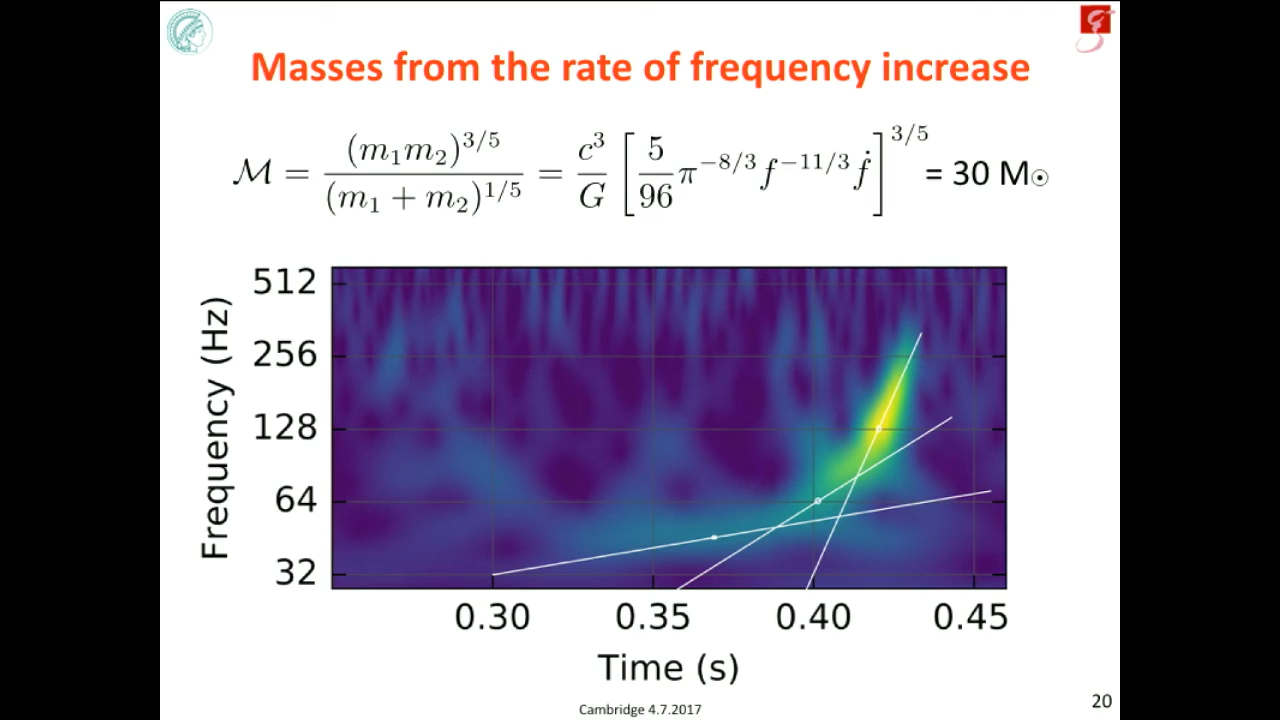 Masses from the rate of frequency increase
ℳ = (m₁m₂)^{3/5} / (m₁ + m₂)^{1/5} = c³/G [5/96 π^{−8/3} f^{−11/3} ḟ]^{3/5} = 30 M☉
Frequency (Hz)
512
256
128
64
32
0.30 0.35 0.40 0.45
Time (s)
Cambridge 4.7.2017
20